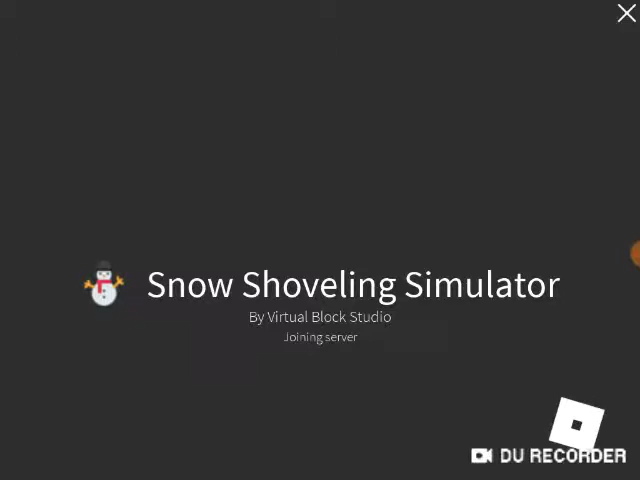 Snow Shoveling Simulator
By Virtual Block Studio
Joining server
DU RECORDER